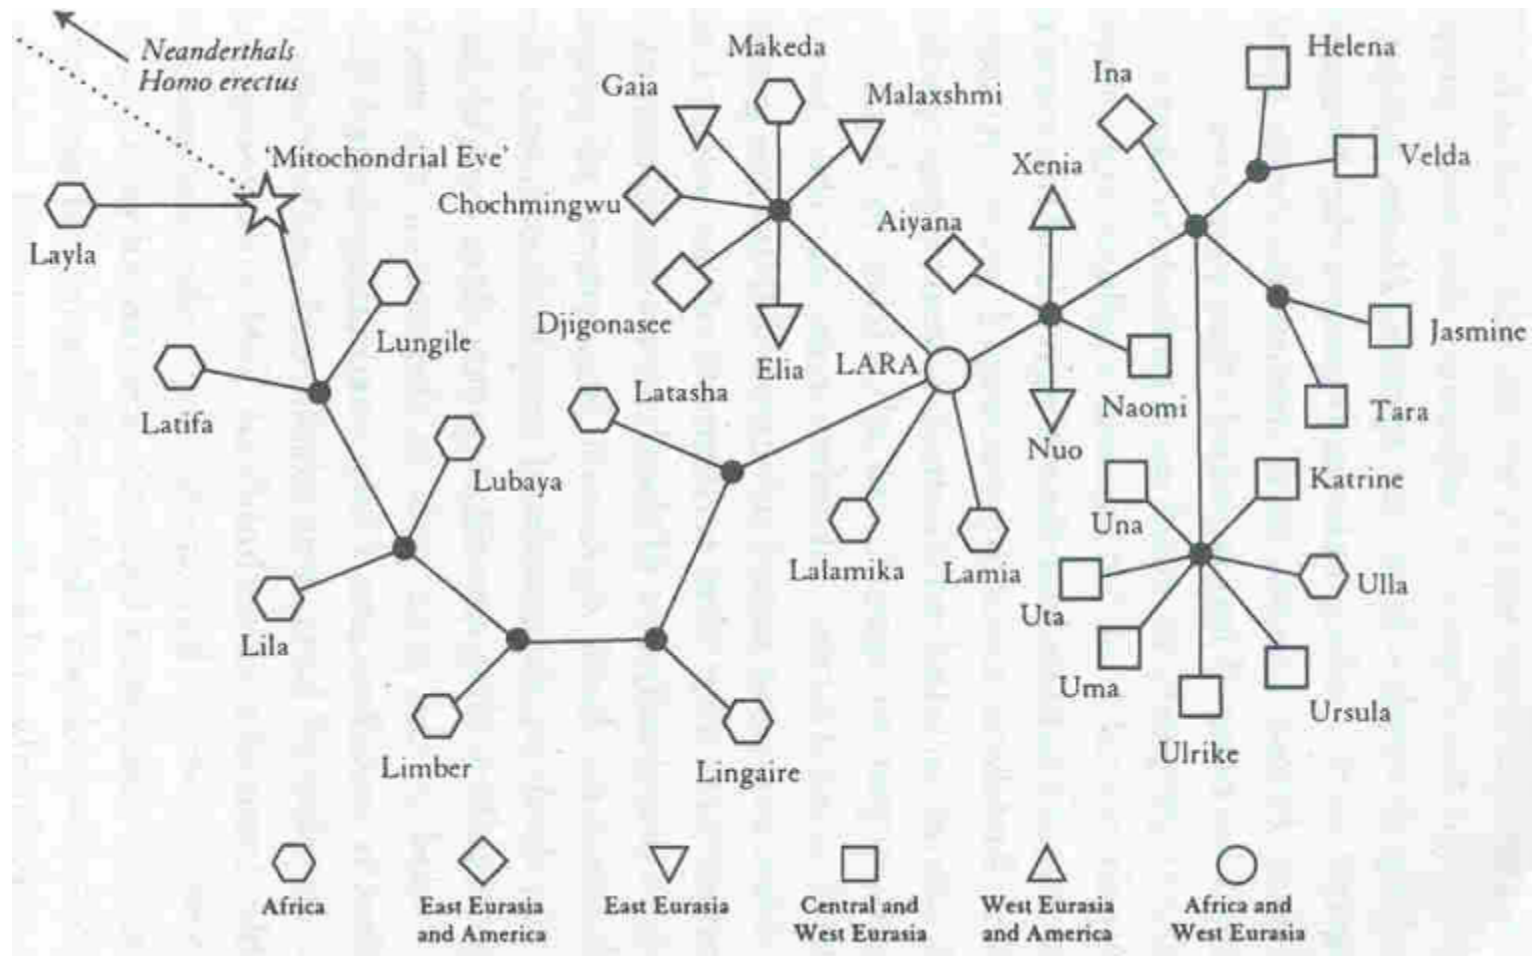 Neanderthals
Homo erectus
'Mitochondrial Eve'
Layla
Lungile
Latifa
Lubaya
Lila
Limber
Lingaire
Makeda
Gaia
Malaxshmi
Chochmingwu
Djigonasee
Elia
Latasha
LARA
Lalamika
Lamia
Aiyana
Xenia
Nuo
Naomi
Ina
Helena
Velda
Jasmine
Tara
Katrine
Una
Uta
Uma
Ulrike
Ursula
Ulla
Africa
East Eurasia
and America
East Eurasia
Central and
West Eurasia
West Eurasia
and America
Africa and
West Eurasia